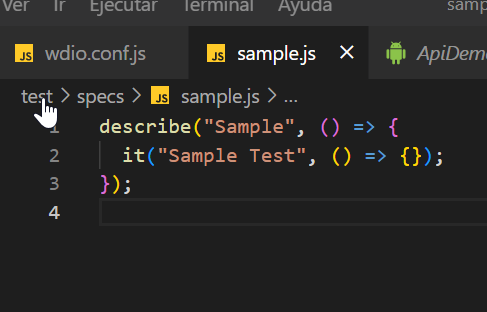 Ver Ir Ejecutar Terminal Ayuda samp
JS wdio.conf.js JS sample.js × ApiDem
test > specs > JS sample.js > ...
1 describe("Sample", () => {
2 it("Sample Test", () => {});
3 });
4